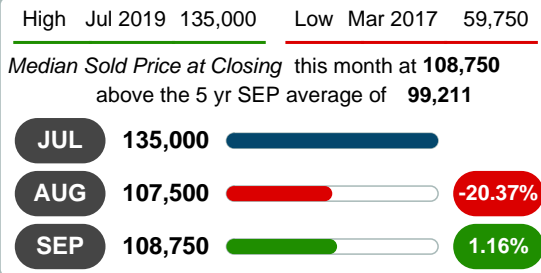 High Jul 2019 135,000 Low Mar 2017 59,750
Median Sold Price at Closing this month at 108,750
above the 5 yr SEP average of 99,211
JUL 135,000
AUG 107,500 -20.37%
SEP 108,750 1.16%